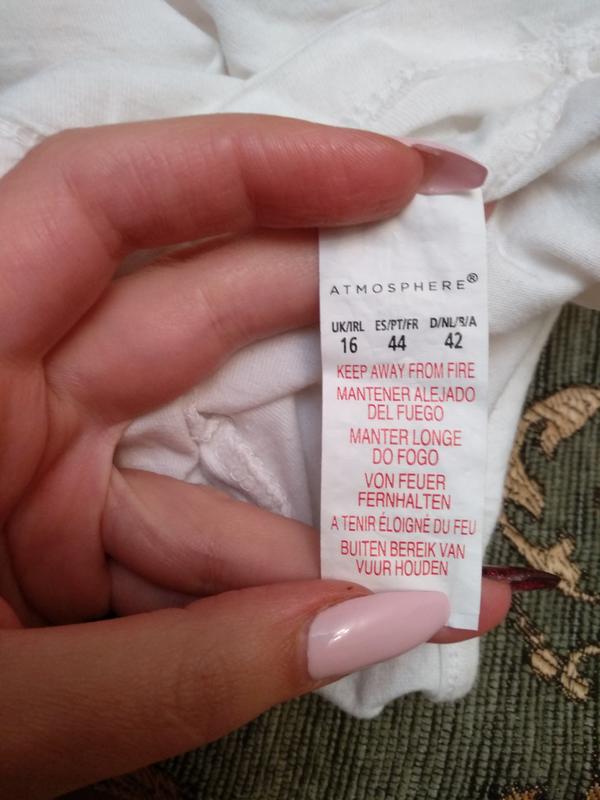 ATMOSPHERE®
UK/IRL ES/PT/FR D/NL/B/A
16 44 42
KEEP AWAY FROM FIRE
MANTENER ALEJADO
DEL FUEGO
MANTER LONGE
DO FOGO
VON FEUER
FERNHALTEN
A TENIR ÉLOIGNÉ DU FEU
BUITEN BEREIK VAN
VUUR HOUDEN